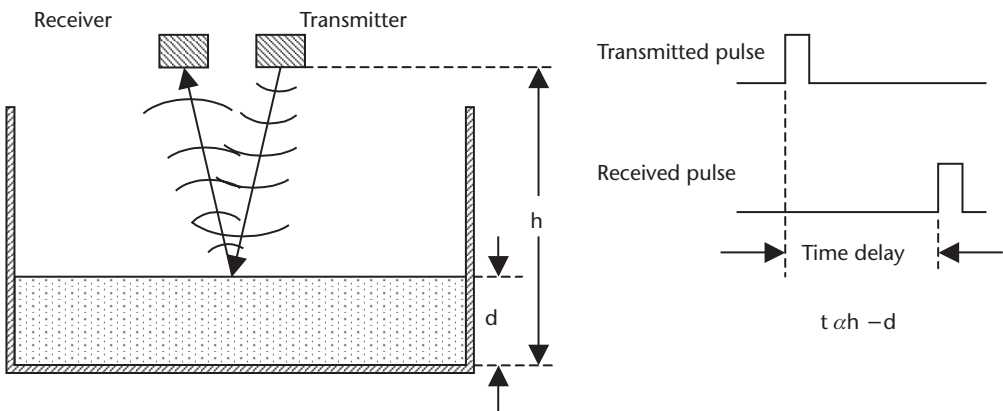 Receiver
Transmitter
h
d
Transmitted pulse
Received pulse
Time delay
t αh −d